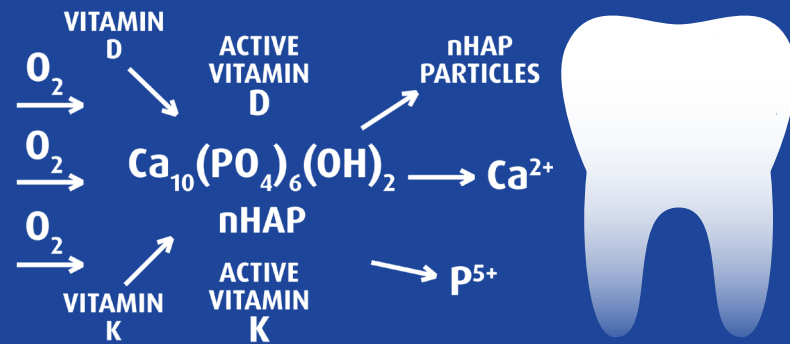 VITAMIN
D
O₂
ACTIVE
VITAMIN
D
nHAP
PARTICLES
O₂
Ca₁₀(PO₄)₆(OH)₂
Ca²⁺
nHAP
O₂
ACTIVE
VITAMIN
K
P⁵⁺
VITAMIN
K